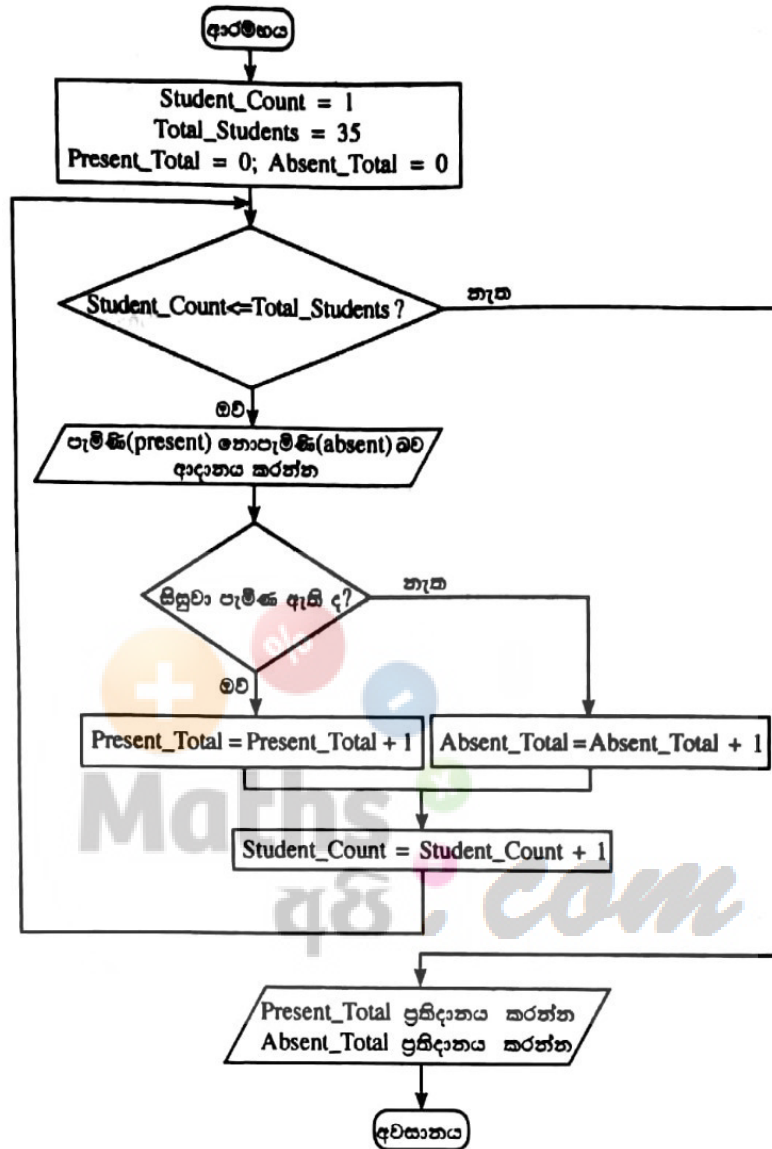 ආරම්භය
Student_Count = 1
Total_Students = 35
Present_Total = 0; Absent_Total = 0
Student_Count<=Total_Students ?
නැත
ඔව්
පැමිණි(present) නොපැමිණි(absent) බව
ආදානය කරන්න
සිසුවා පැමිණ ඇති ද?
නැත
ඔව්
Present_Total = Present_Total + 1
Absent_Total = Absent_Total + 1
Maths
Student_Count = Student_Count + 1
අපි . com
Present_Total ප්‍රතිදානය කරන්න
Absent_Total ප්‍රතිදානය කරන්න
අවසානය